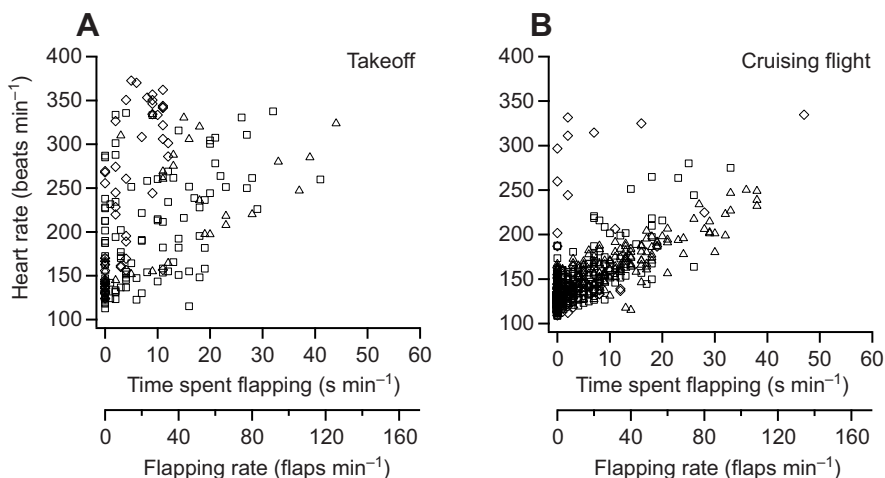 A
Takeoff
Heart rate (beats min⁻¹)
400
350
300
250
200
150
100
0 10 20 30 40 50 60
Time spent flapping (s min⁻¹)
0 40 80 120 160
Flapping rate (flaps min⁻¹)
B
Cruising flight
400
350
300
250
200
150
100
0 10 20 30 40 50 60
Time spent flapping (s min⁻¹)
0 40 80 120 160
Flapping rate (flaps min⁻¹)